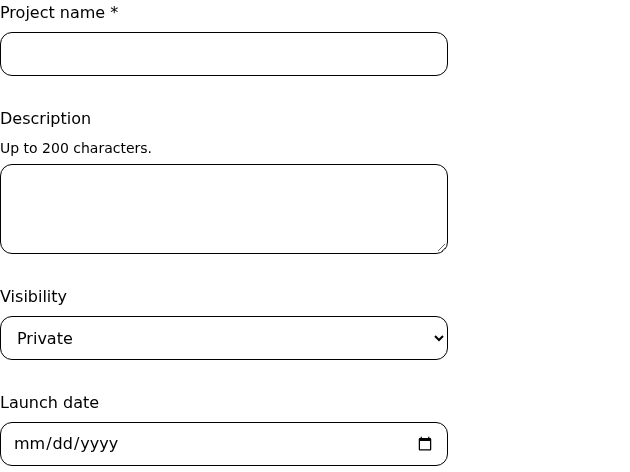 Project name *
Description
Up to 200 characters.
Visibility
Private
Launch date
mm/dd/yyyy